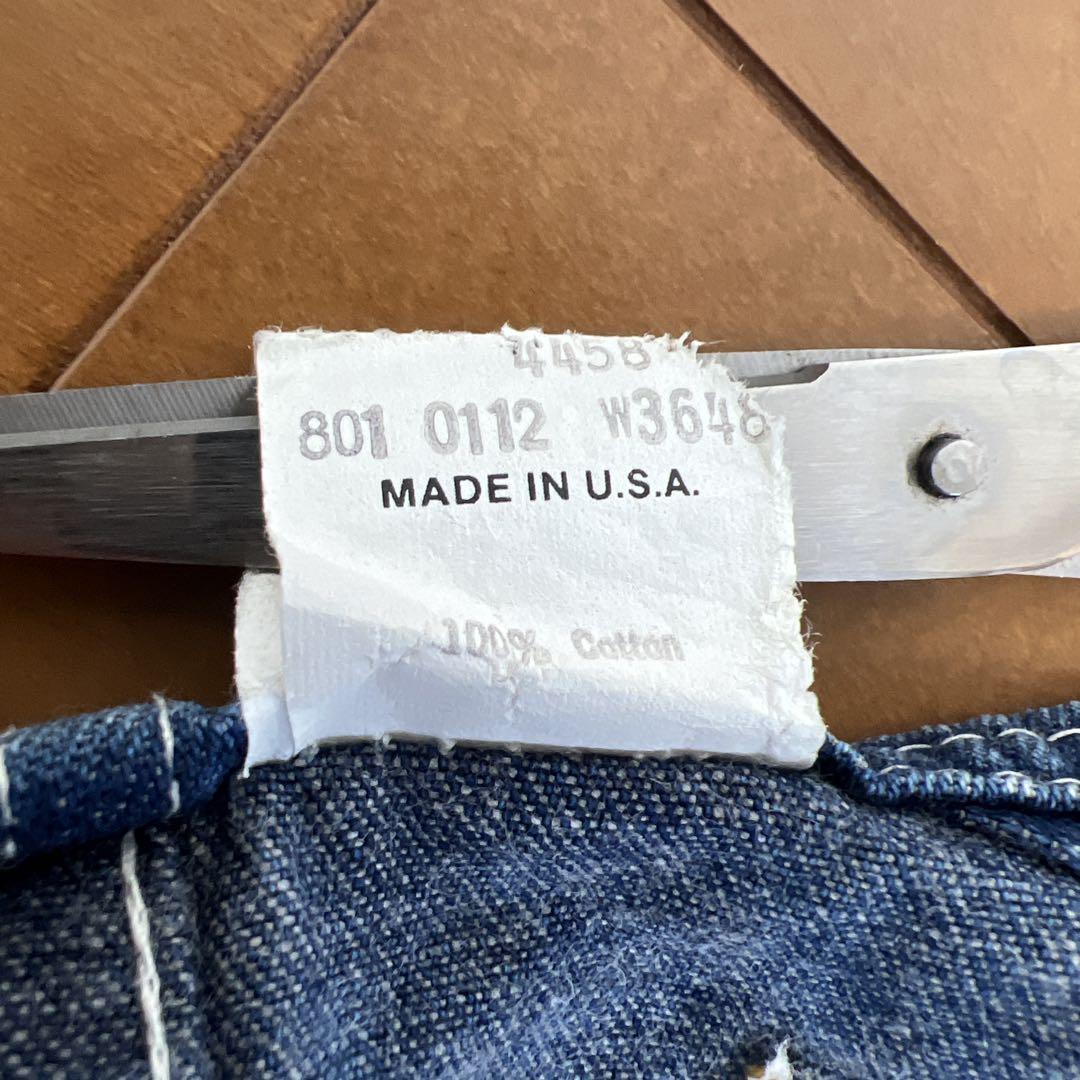 4458
801 0112 W3648
MADE IN U.S.A.
100% Cotton